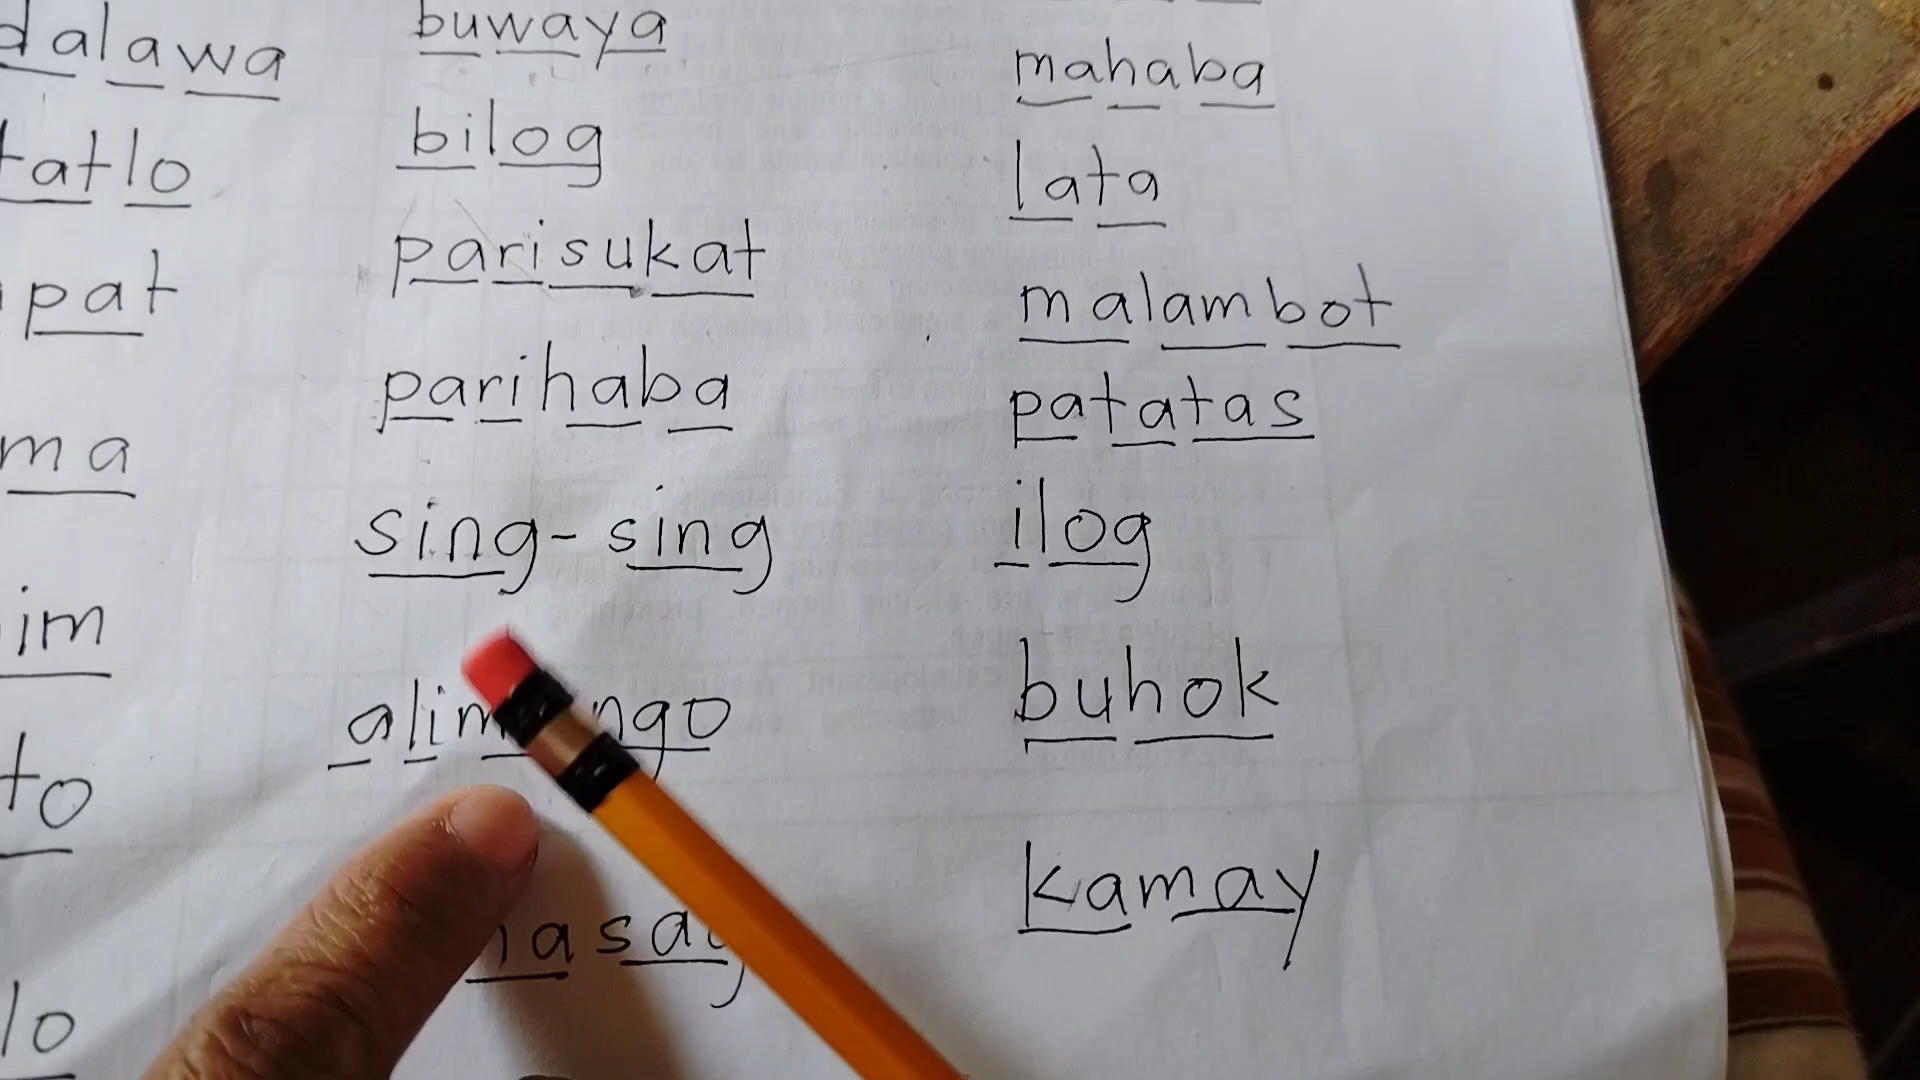 dalawa
tatlo
pat
ma
im
to
lo
buwaya
bilog
parisukat
parihaba
sing-sing
mahaba
lata
malambot
patatas
ilog
buhok
kamay